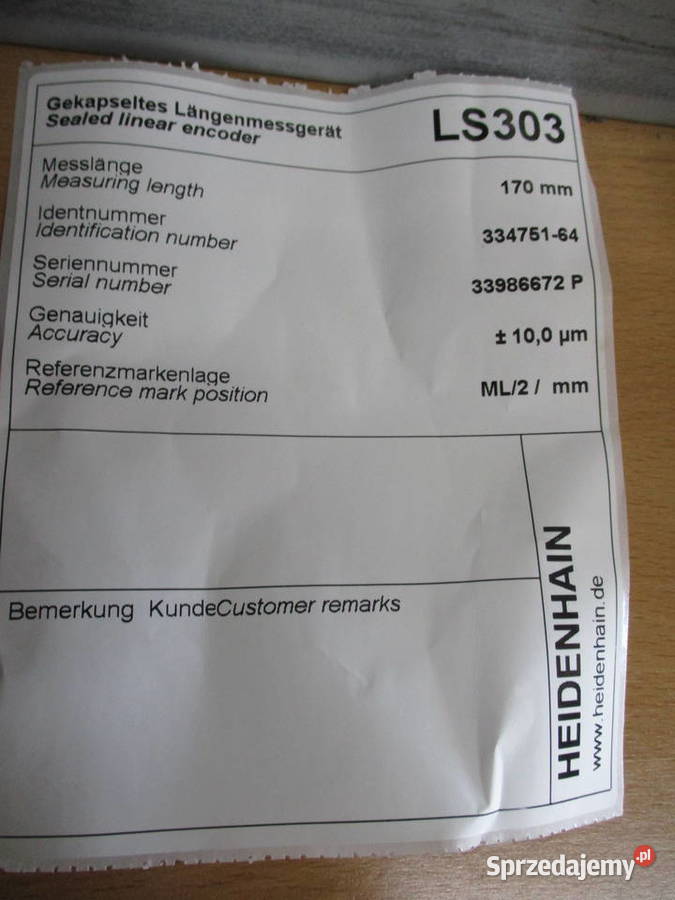 Gekapseltes Längenmessgerät
Sealed linear encoder
LS303
Messlänge
Measuring length
170 mm
Identnummer
Identification number
334751-64
Seriennummer
Serial number
33986672 P
Genauigkeit
Accuracy
± 10,0 µm
Referenzmarkenlage
Reference mark position
ML/2 / mm
Bemerkung KundeCustomer remarks
HEIDENHAIN
www.heidenhain.de
Sprzedajemy.pl